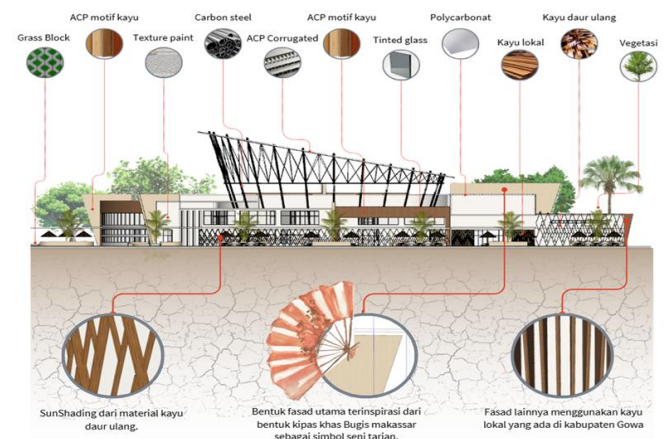 ACP motif kayu
Carbon steel
ACP motif kayu
Polycarbonat
Kayu daur ulang
Grass Block
Texture paint
ACP Corrugated
Tinted glass
Kayu lokal
Vegetasi
SunShading dari material kayu
daur ulang.
Bentuk fasad utama terinspirasi dari
bentuk kipas khas Bugis makassar
sebagai simbol seni tarian.
Fasad lainnya menggunakan kayu
lokal yang ada di kabupaten Gowa